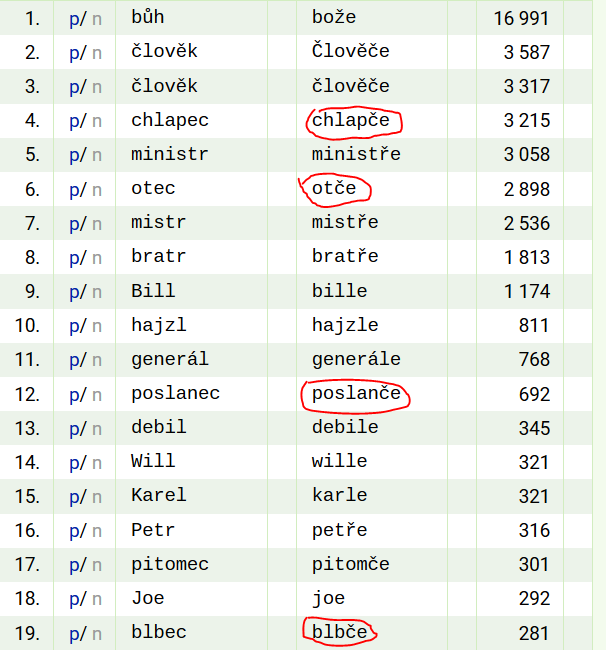 1. p/ n bůh bože 16 991
2. p/ n člověk Člověče 3 587
3. p/ n člověk člověče 3 317
4. p/ n chlapec chlapče 3 215
5. p/ n ministr ministře 3 058
6. p/ n otec otče 2 898
7. p/ n mistr mistře 2 536
8. p/ n bratr bratře 1 813
9. p/ n Bill bille 1 174
10. p/ n hajzl hajzle 811
11. p/ n generál generále 768
12. p/ n poslanec poslanče 692
13. p/ n debil debile 345
14. p/ n Will wille 321
15. p/ n Karel karle 321
16. p/ n Petr petře 316
17. p/ n pitomec pitomče 301
18. p/ n Joe joe 292
19. p/ n blbec blbče 281